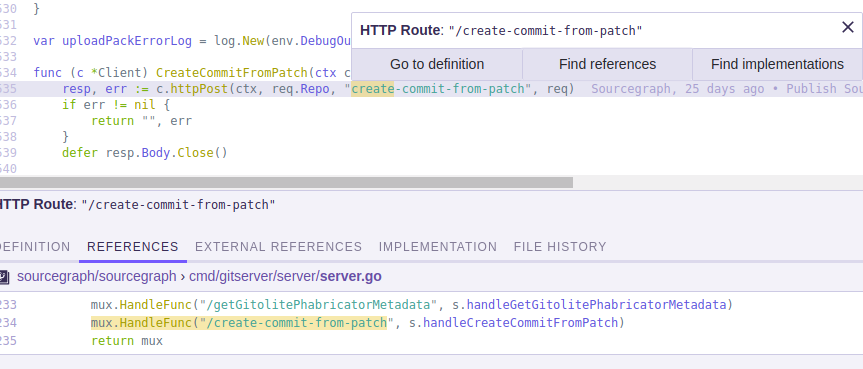 530 }
531
532 var uploadPackErrorLog = log.New(env.DebugOu
533
HTTP Route: "/create-commit-from-patch"
Go to definition Find references Find implementations
534 func (c *Client) CreateCommitFromPatch(ctx c
535 resp, err := c.httpPost(ctx, req.Repo, "create-commit-from-patch", req) Sourcegraph, 25 days ago • Publish Sou
536 if err != nil {
537 return "", err
538 }
539 defer resp.Body.Close()
540
HTTP Route: "/create-commit-from-patch"
DEFINITION REFERENCES EXTERNAL REFERENCES IMPLEMENTATION FILE HISTORY
sourcegraph/sourcegraph › cmd/gitserver/server/server.go
233 mux.HandleFunc("/getGitolitePhabricatorMetadata", s.handleGetGitolitePhabricatorMetadata)
234 mux.HandleFunc("/create-commit-from-patch", s.handleCreateCommitFromPatch)
235 return mux